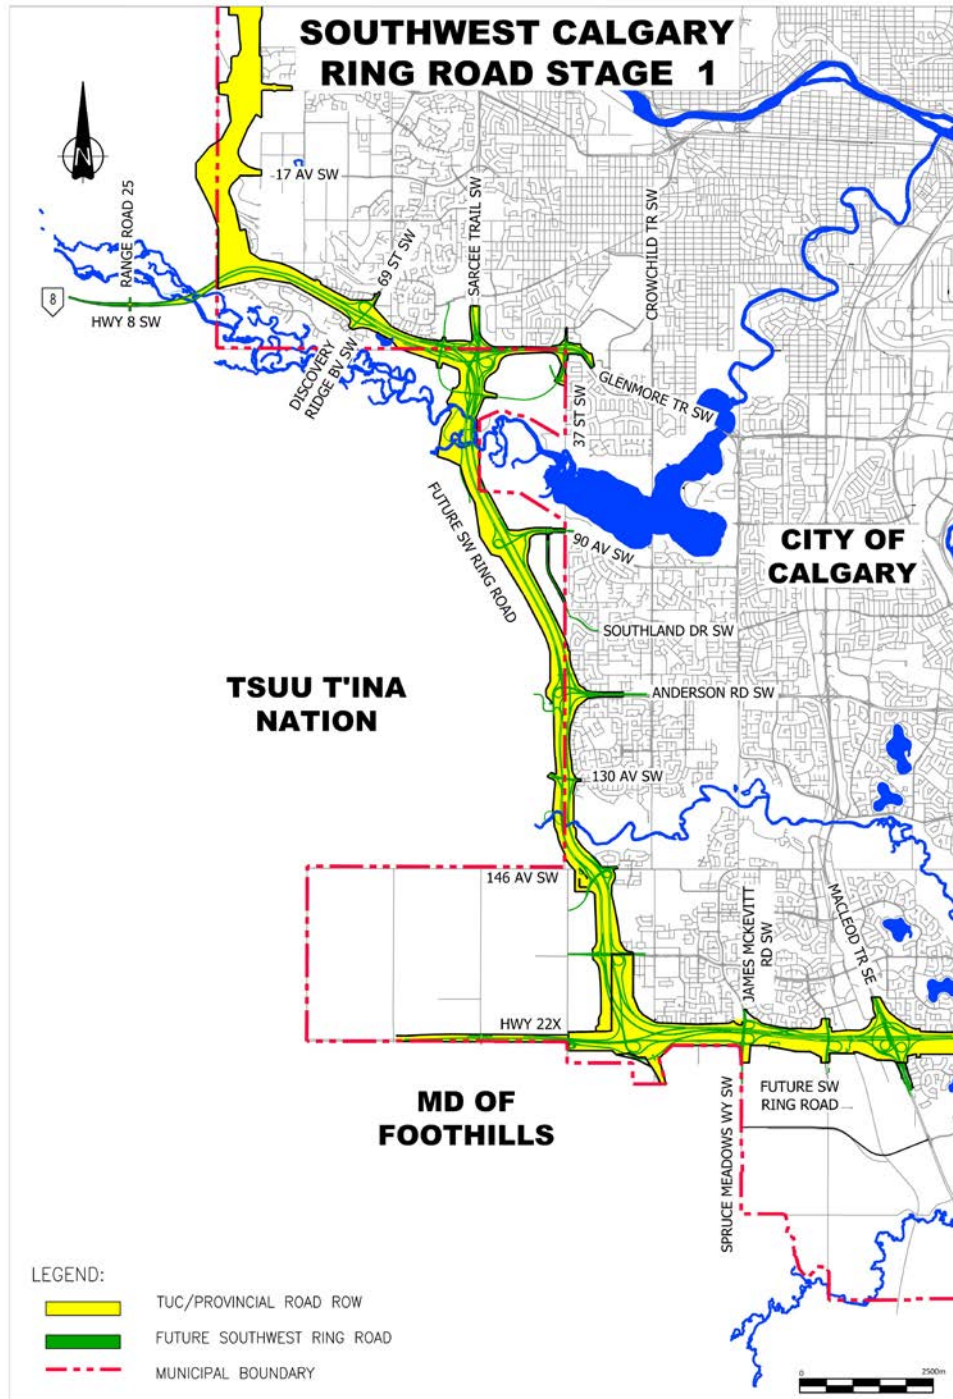 SOUTHWEST CALGARY
RING ROAD STAGE 1
N
17 AV SW
RANGE ROAD 25
8
HWY 8 SW
69 ST SW
SARCEE TRAIL SW
CROWCHILD TR SW
DISCOVERY
RIDGE BV SW
GLENMORE TR SW
37 ST SW
FUTURE SW RING ROAD
90 AV SW
CITY OF
CALGARY
SOUTHLAND DR SW
TSUU T'INA
NATION
ANDERSON RD SW
130 AV SW
146 AV SW
JAMES MCKEVITT
RD SW
MACLEOD TR SE
HWY 22X
MD OF
FOOTHILLS
SPRUCE MEADOWS WY SW
FUTURE SW
RING ROAD
LEGEND:
TUC/PROVINCIAL ROAD ROW
FUTURE SOUTHWEST RING ROAD
MUNICIPAL BOUNDARY
0 2500m